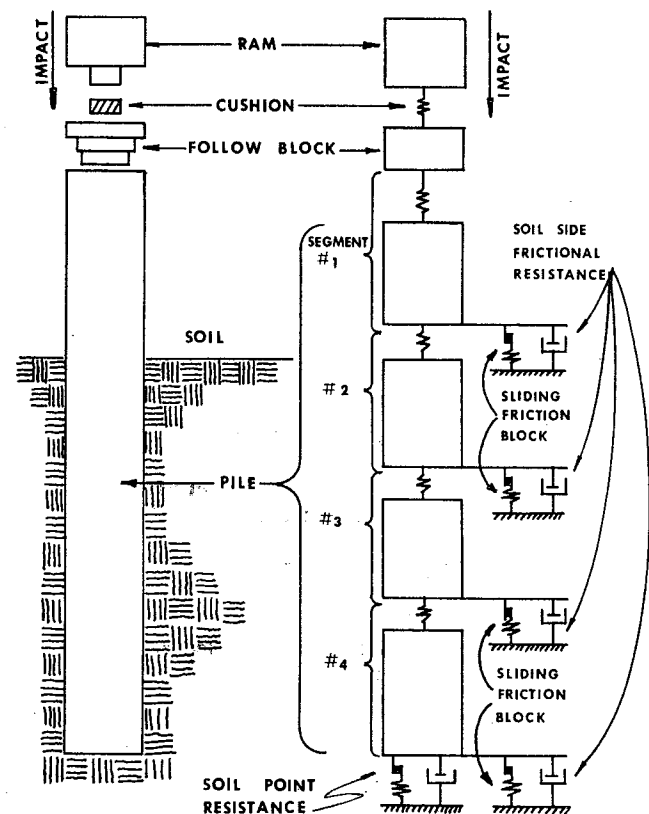 IMPACT
RAM
IMPACT
CUSHION
FOLLOW BLOCK
SEGMENT
#1
SOIL SIDE
FRICTIONAL
RESISTANCE
SOIL
#2
SLIDING
FRICTION
BLOCK
PILE
#3
#4
SLIDING
FRICTION
BLOCK
SOIL POINT
RESISTANCE